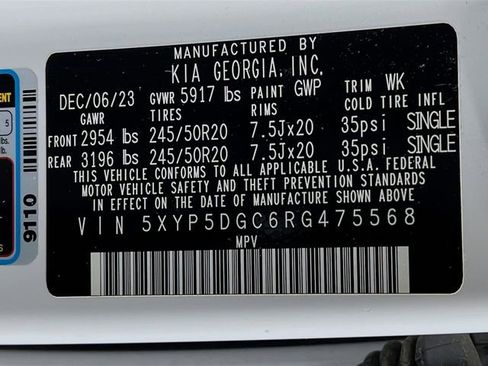 MANUFACTURED BY
KIA GEORGIA, INC.
DEC/06/23 GVWR 5917 lbs PAINT GWP TRIM WK
GAWR TIRES RIMS COLD TIRE INFL
FRONT 2954 lbs 245/50R20 7.5Jx20 35psi SINGLE
REAR 3196 lbs 245/50R20 7.5Jx20 35psi SINGLE
THIS VEHICLE CONFORMS TO ALL APPLICABLE U.S.A. FEDERAL
MOTOR VEHICLE SAFETY AND THEFT PREVENTION STANDARDS
IN EFFECT ON THE DATE OF MANUFACTURE SHOWN ABOVE.
VIN 5XYP5DGC6RG475568
MPV
9110
5
lbs.
lb.